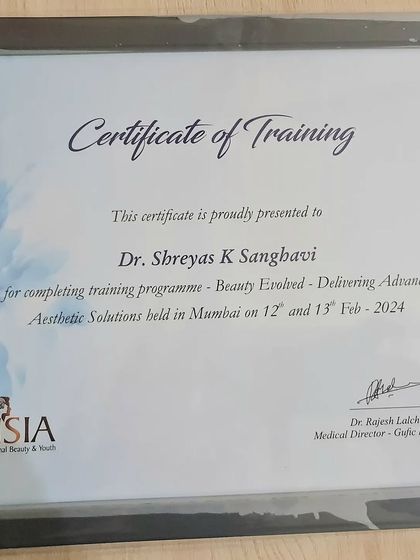 Certificate of Training
This certificate is proudly presented to
Dr. Shreyas K Sanghavi
for completing training programme - Beauty Evolved - Delivering Advan
Aesthetic Solutions held in Mumbai on 12th and 13th Feb - 2024
SIA
nal Beauty & Youth
Dr. Rajesh Lalch
Medical Director - Gufic